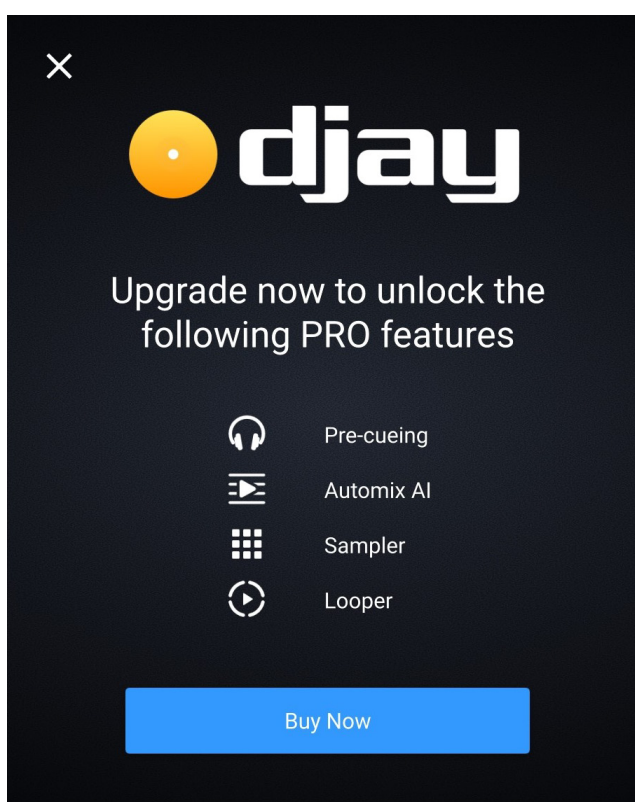 djay
Upgrade now to unlock the
following PRO features
Pre-cueing
Automix AI
Sampler
Looper
Buy Now